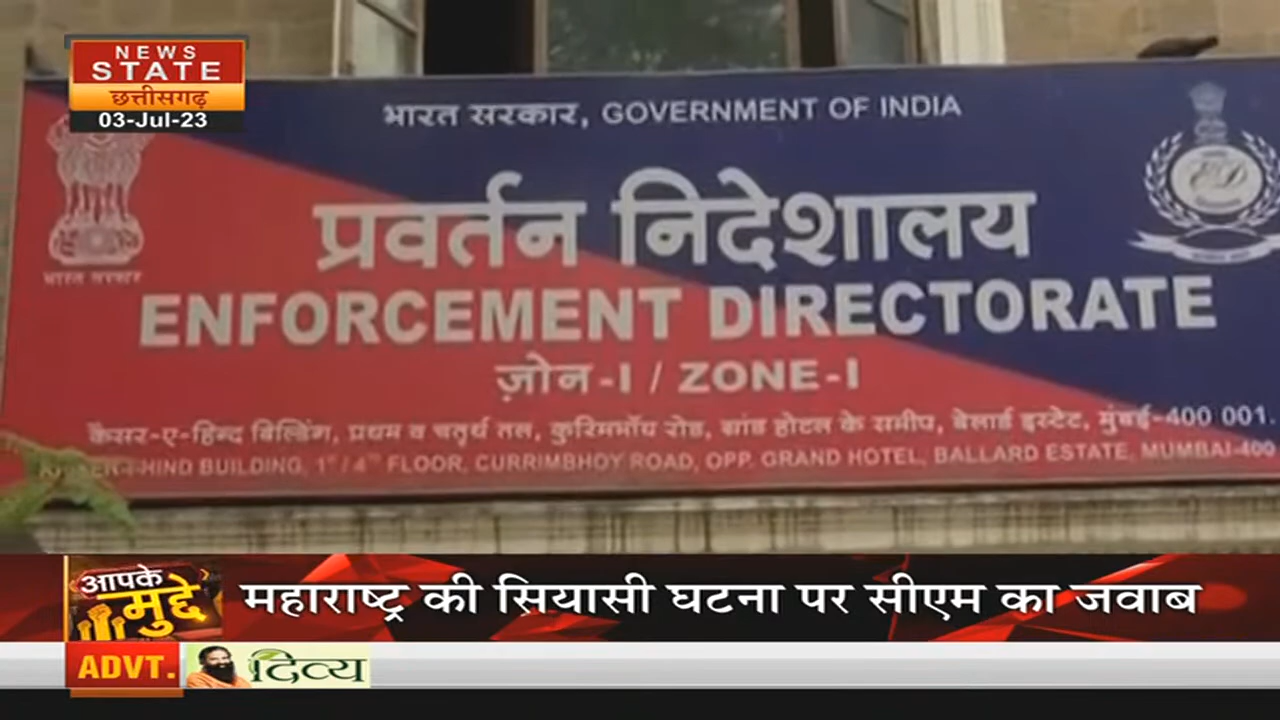 NEWS
STATE
छत्तीसगढ़
03-Jul-23
भारत सरकार, GOVERNMENT OF INDIA
प्रवर्तन निदेशालय
ENFORCEMENT DIRECTORATE
ज़ोन-I / ZONE-I
भारत सरकार
कैसर-ए-हिन्द बिल्डिंग, प्रथम व चतुर्थ तल, कुरिमभॉय रोड, ग्रांड होटल के समीप, बेलार्ड इस्टेट, मुंबई-400 001.
HIND BUILDING, 1ST / 4TH FLOOR, CURRIMBHOY ROAD, OPP. GRAND HOTEL, BALLARD ESTATE, MUMBAI-400
आपके
मुद्दे
महाराष्ट्र की सियासी घटना पर सीएम का जवाब
ADVT.
दिव्य